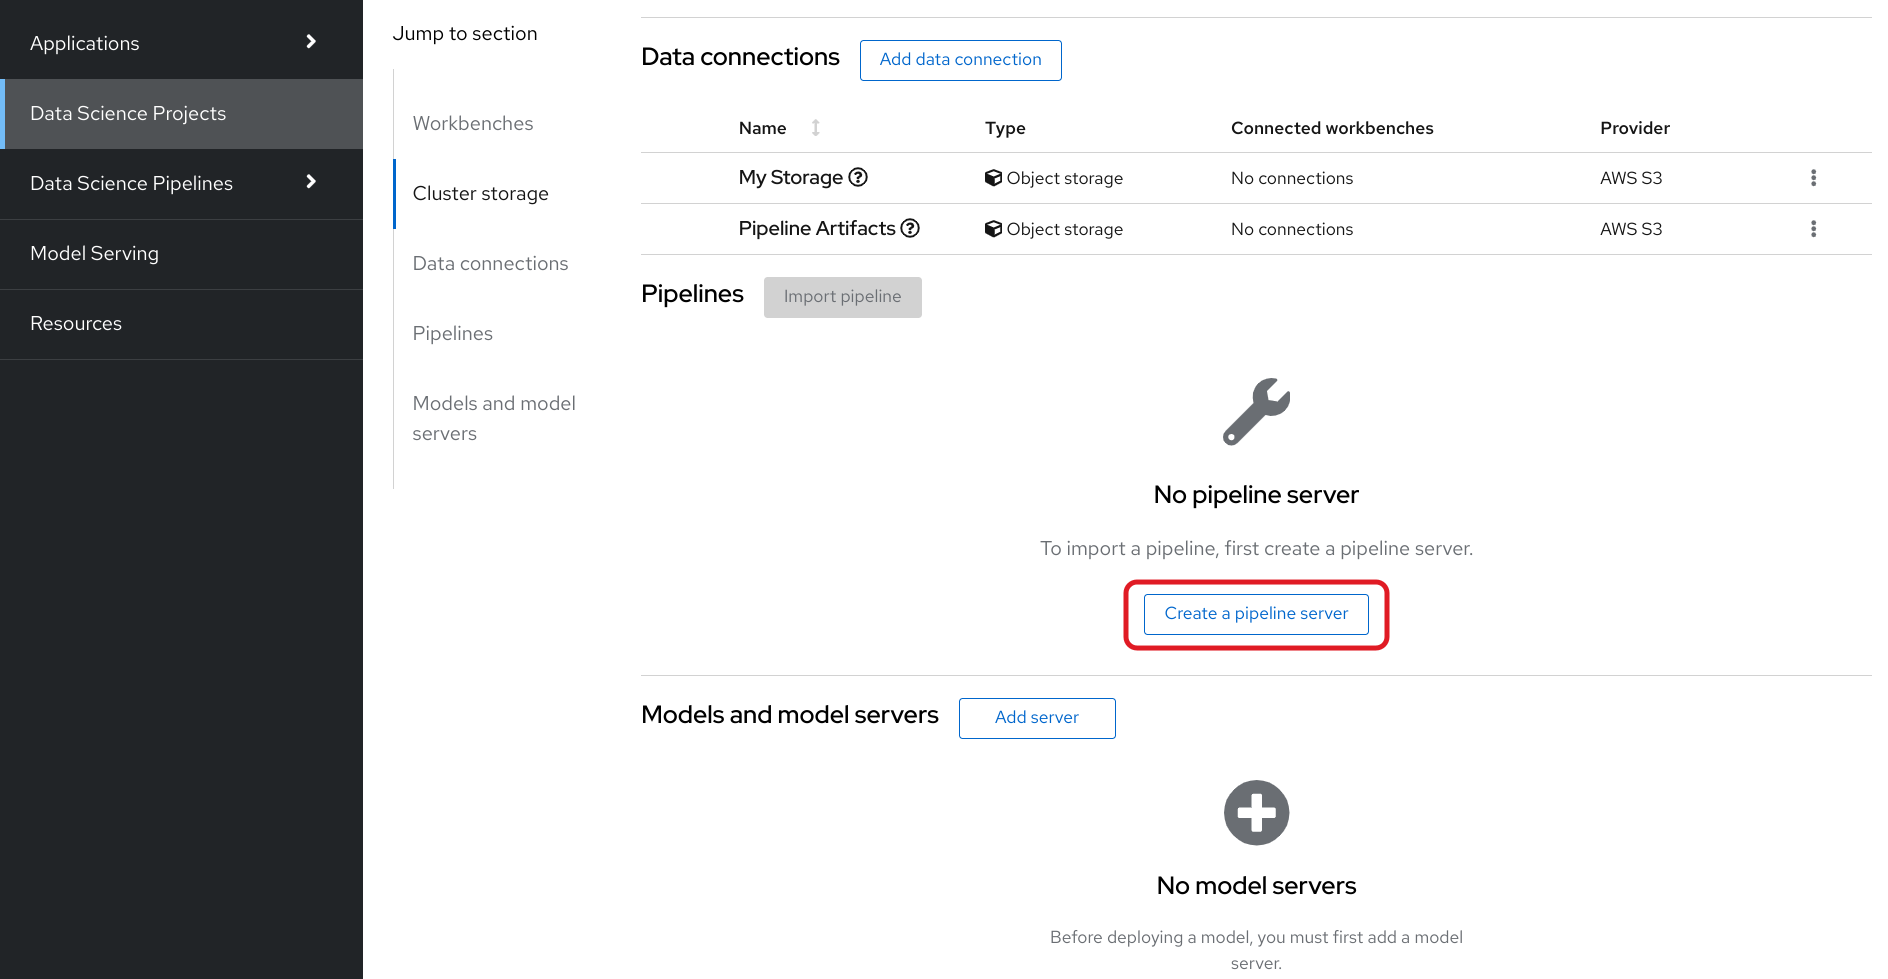 Applications
Data Science Projects
Data Science Pipelines
Model Serving
Resources
Jump to section
Workbenches
Cluster storage
Data connections
Pipelines
Models and model
servers
Data connections Add data connection
Name Type Connected workbenches Provider
My Storage Object storage No connections AWS S3
Pipeline Artifacts Object storage No connections AWS S3
Pipelines Import pipeline
No pipeline server
To import a pipeline, first create a pipeline server.
Create a pipeline server
Models and model servers Add server
No model servers
Before deploying a model, you must first add a model
server.